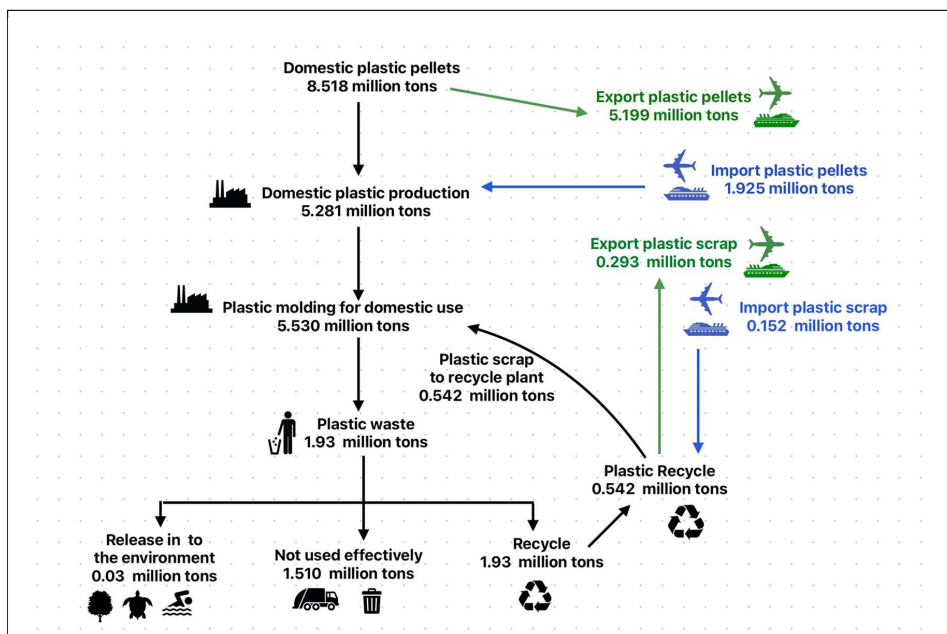 Domestic plastic pellets
8.518 million tons
Export plastic pellets
5.199 million tons
Import plastic pellets
1.925 million tons
Domestic plastic production
5.281 million tons
Export plastic scrap
0.293 million tons
Plastic molding for domestic use
5.530 million tons
Import plastic scrap
0.152 million tons
Plastic scrap
to recycle plant
0.542 million tons
Plastic waste
1.93 million tons
Plastic Recycle
0.542 million tons
Release in to
the environment
0.03 million tons
Not used effectively
1.510 million tons
Recycle
1.93 million tons